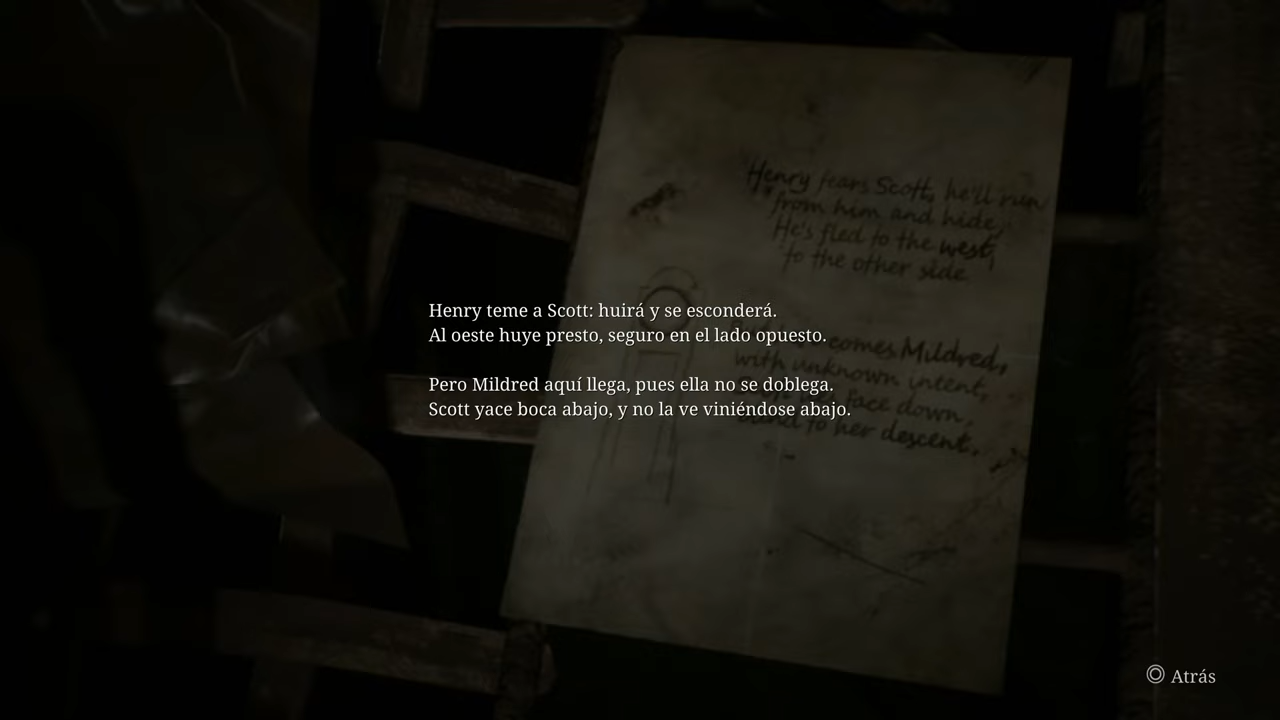 Henry fears Scott, he'll run
from him and hide,
He's fled to the west,
to the other side.
Henry teme a Scott: huirá y se esconderá.
Al oeste huye presto, seguro en el lado opuesto.
comes Mildred,
with unknown intent,
face down,
to her descent,
Pero Mildred aquí llega, pues ella no se doblega.
Scott yace boca abajo, y no la ve viniéndose abajo.
Atrás